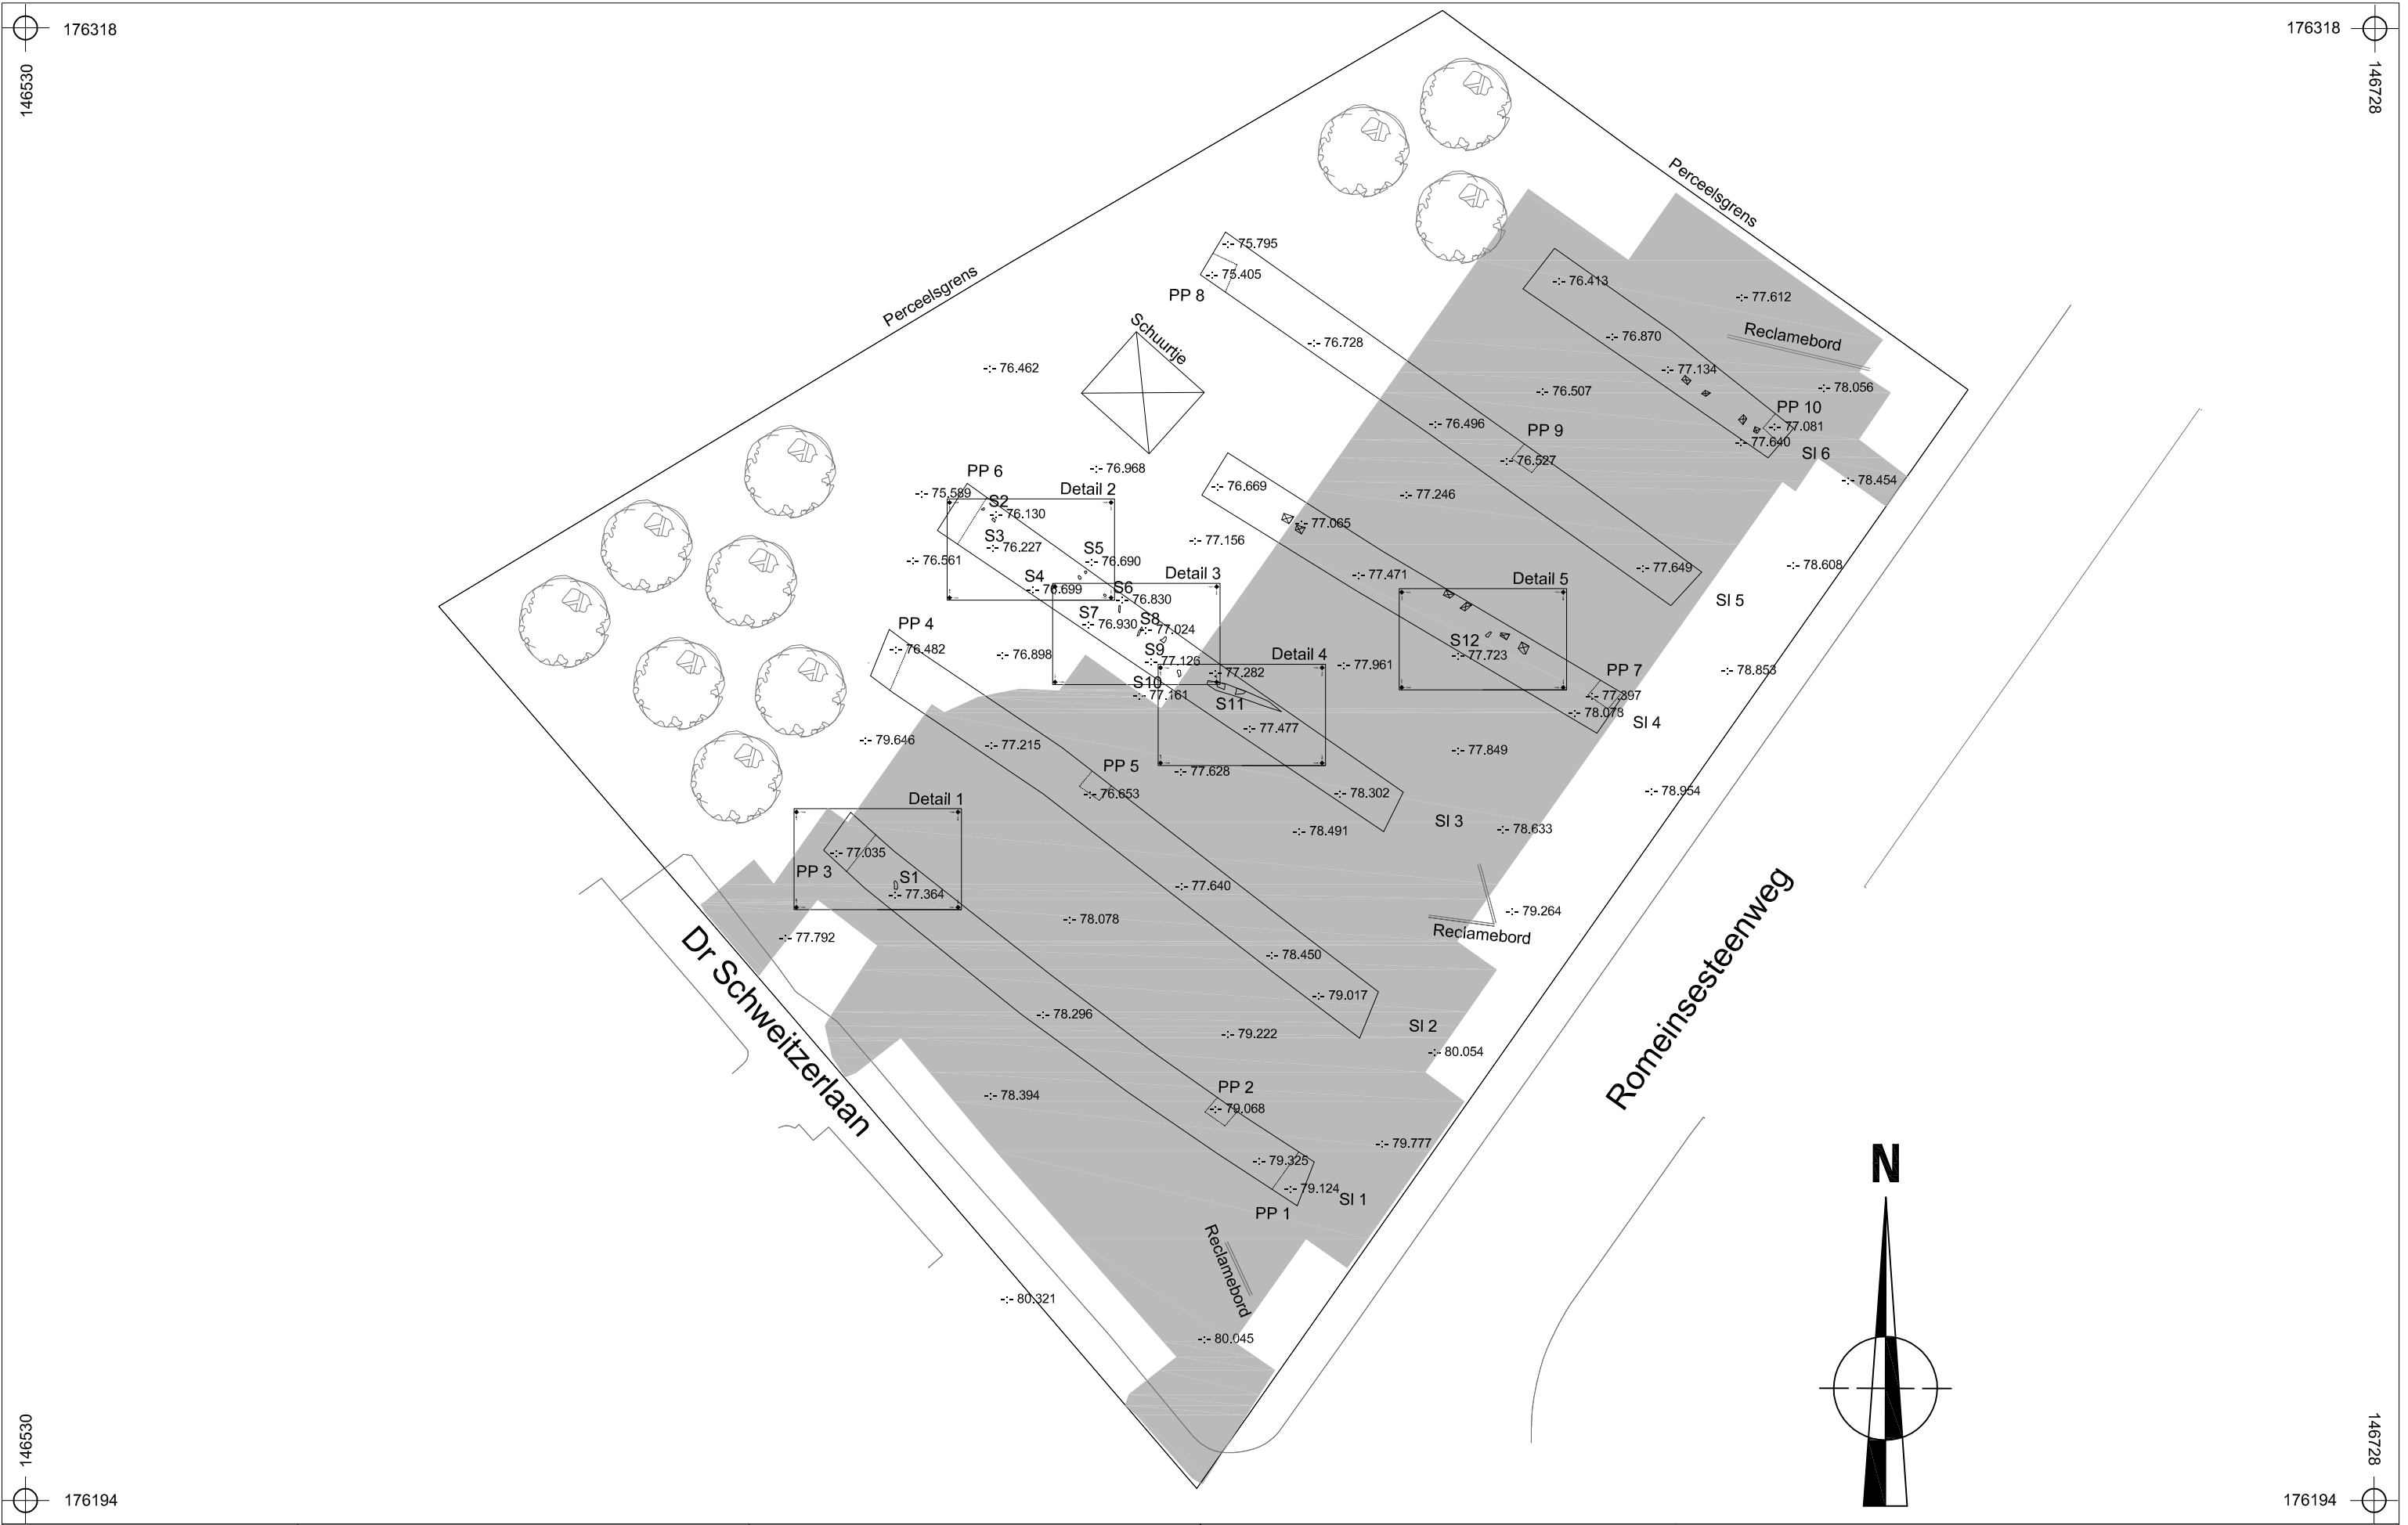 176318
176318
146530
146728
Perceelsgrens
Perceelsgrens
-:- 75.795
-:- 75.405
PP 8
-:- 76.413
-:- 77.612
Schuurtje
-:- 76.728
-:- 76.870
Reclamebord
-:- 76.462
-:- 77.134
-:- 76.507
-:- 78.056
PP 10
-:- 76.496
-:- 77.081
PP 9
-:- 77.640
SI 6
-:- 76.968
-:- 76.527
PP 6
-:- 78.454
-:- 76.669
Detail 2
-:- 75.589
-:- 77.246
S2
-:- 76.130
-:- 77.065
S3
-:- 77.156
-:- 76.227
S5
-:- 76.561
-:- 76.690
-:- 78.608
-:- 77.649
S4
Detail 3
-:- 77.471
Detail 5
-:- 76.699
S6
-:- 76.830
SI 5
S7
PP 4
-:- 76.930
S8
-:- 77.024
S12
-:- 76.482
S9
-:- 76.898
-:- 77.126
Detail 4
-:- 77.961
-:- 77.723
-:- 77.282
PP 7
-:- 78.853
S10
-:- 77.161
S11
-:- 77.397
-:- 78.073
SI 4
-:- 79.646
-:- 77.215
-:- 77.477
-:- 77.849
PP 5
-:- 77.628
-:- 76.653
-:- 78.302
-:- 78.954
Detail 1
SI 3
-:- 78.491
-:- 78.633
-:- 77.035
PP 3
S1
-:- 77.364
-:- 77.640
-:- 78.078
-:- 79.264
Reclamebord
-:- 77.792
-:- 78.450
Dr Schweitzerlaan
Romeinsesteenweg
-:- 79.017
-:- 78.296
-:- 79.222
SI 2
-:- 80.054
PP 2
-:- 78.394
-:- 79.068
-:- 79.777
-:- 79.325
N
-:- 79.124
SI 1
PP 1
Reclamebord
-:- 80.321
-:- 80.045
146530
146728
176194
176194